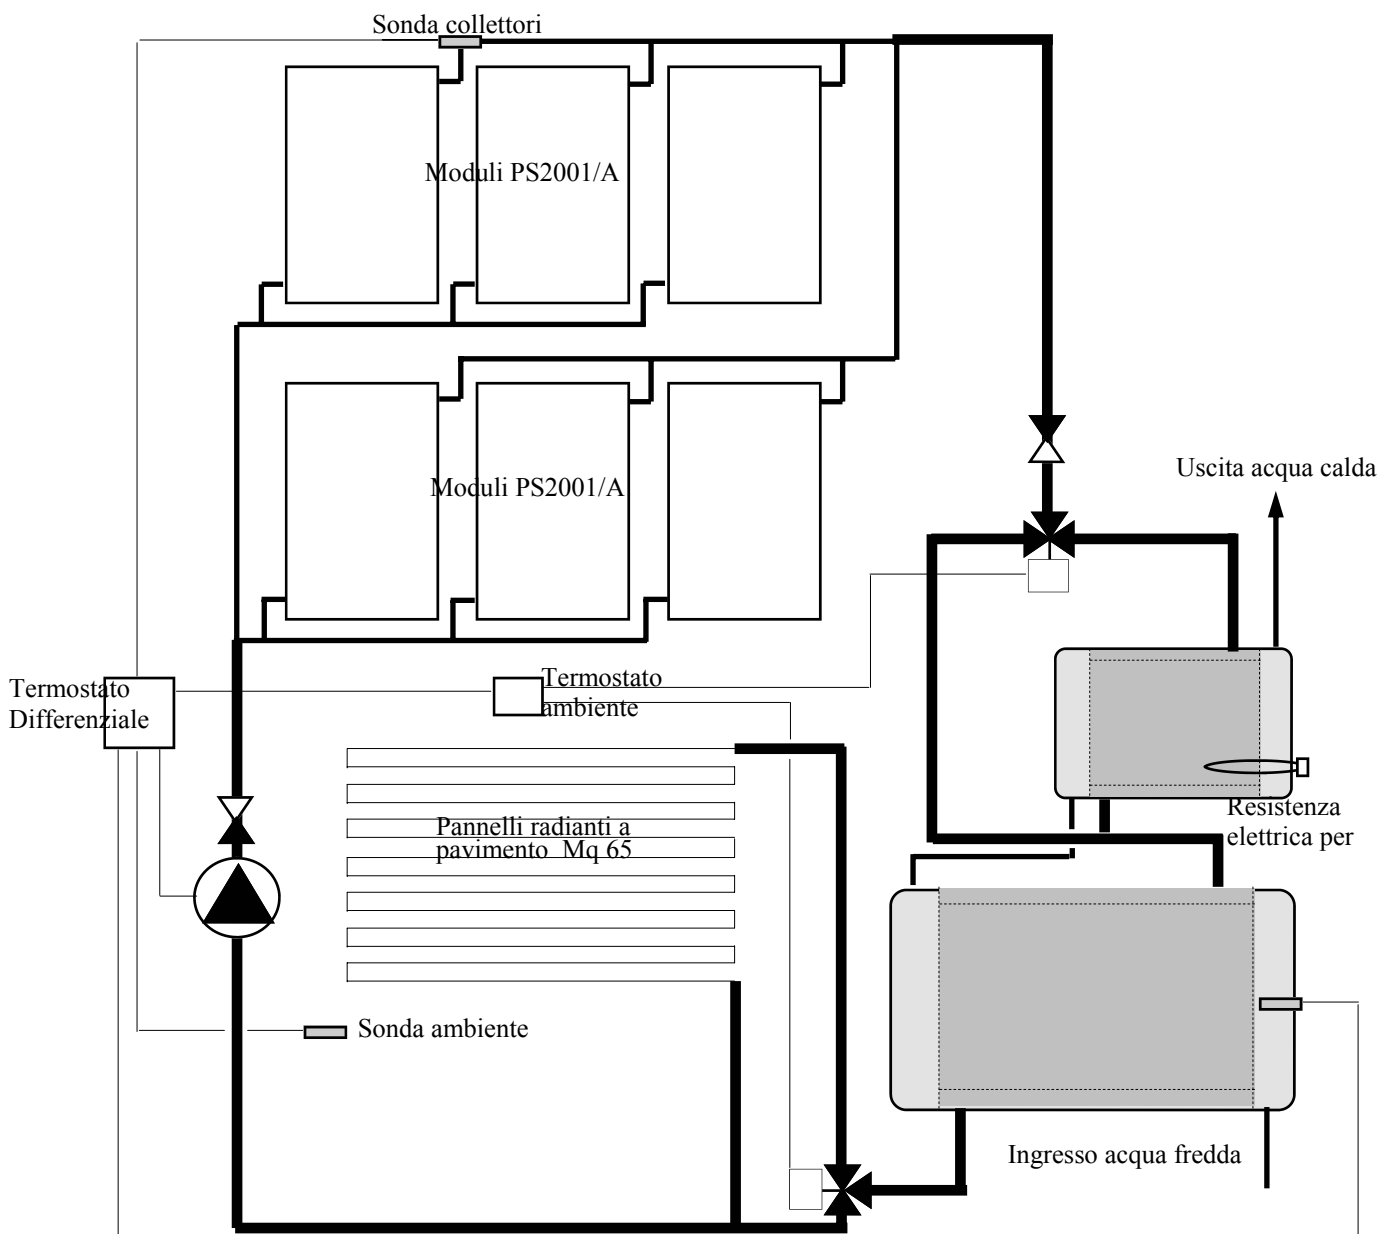 Sonda collettori
Moduli PS2001/A
Moduli PS2001/A
Uscita acqua calda
Termostato
Differenziale
Termostato
ambiente
Pannelli radianti a
pavimento Mq 65
Resistenza
elettrica per
Sonda ambiente
Ingresso acqua fredda